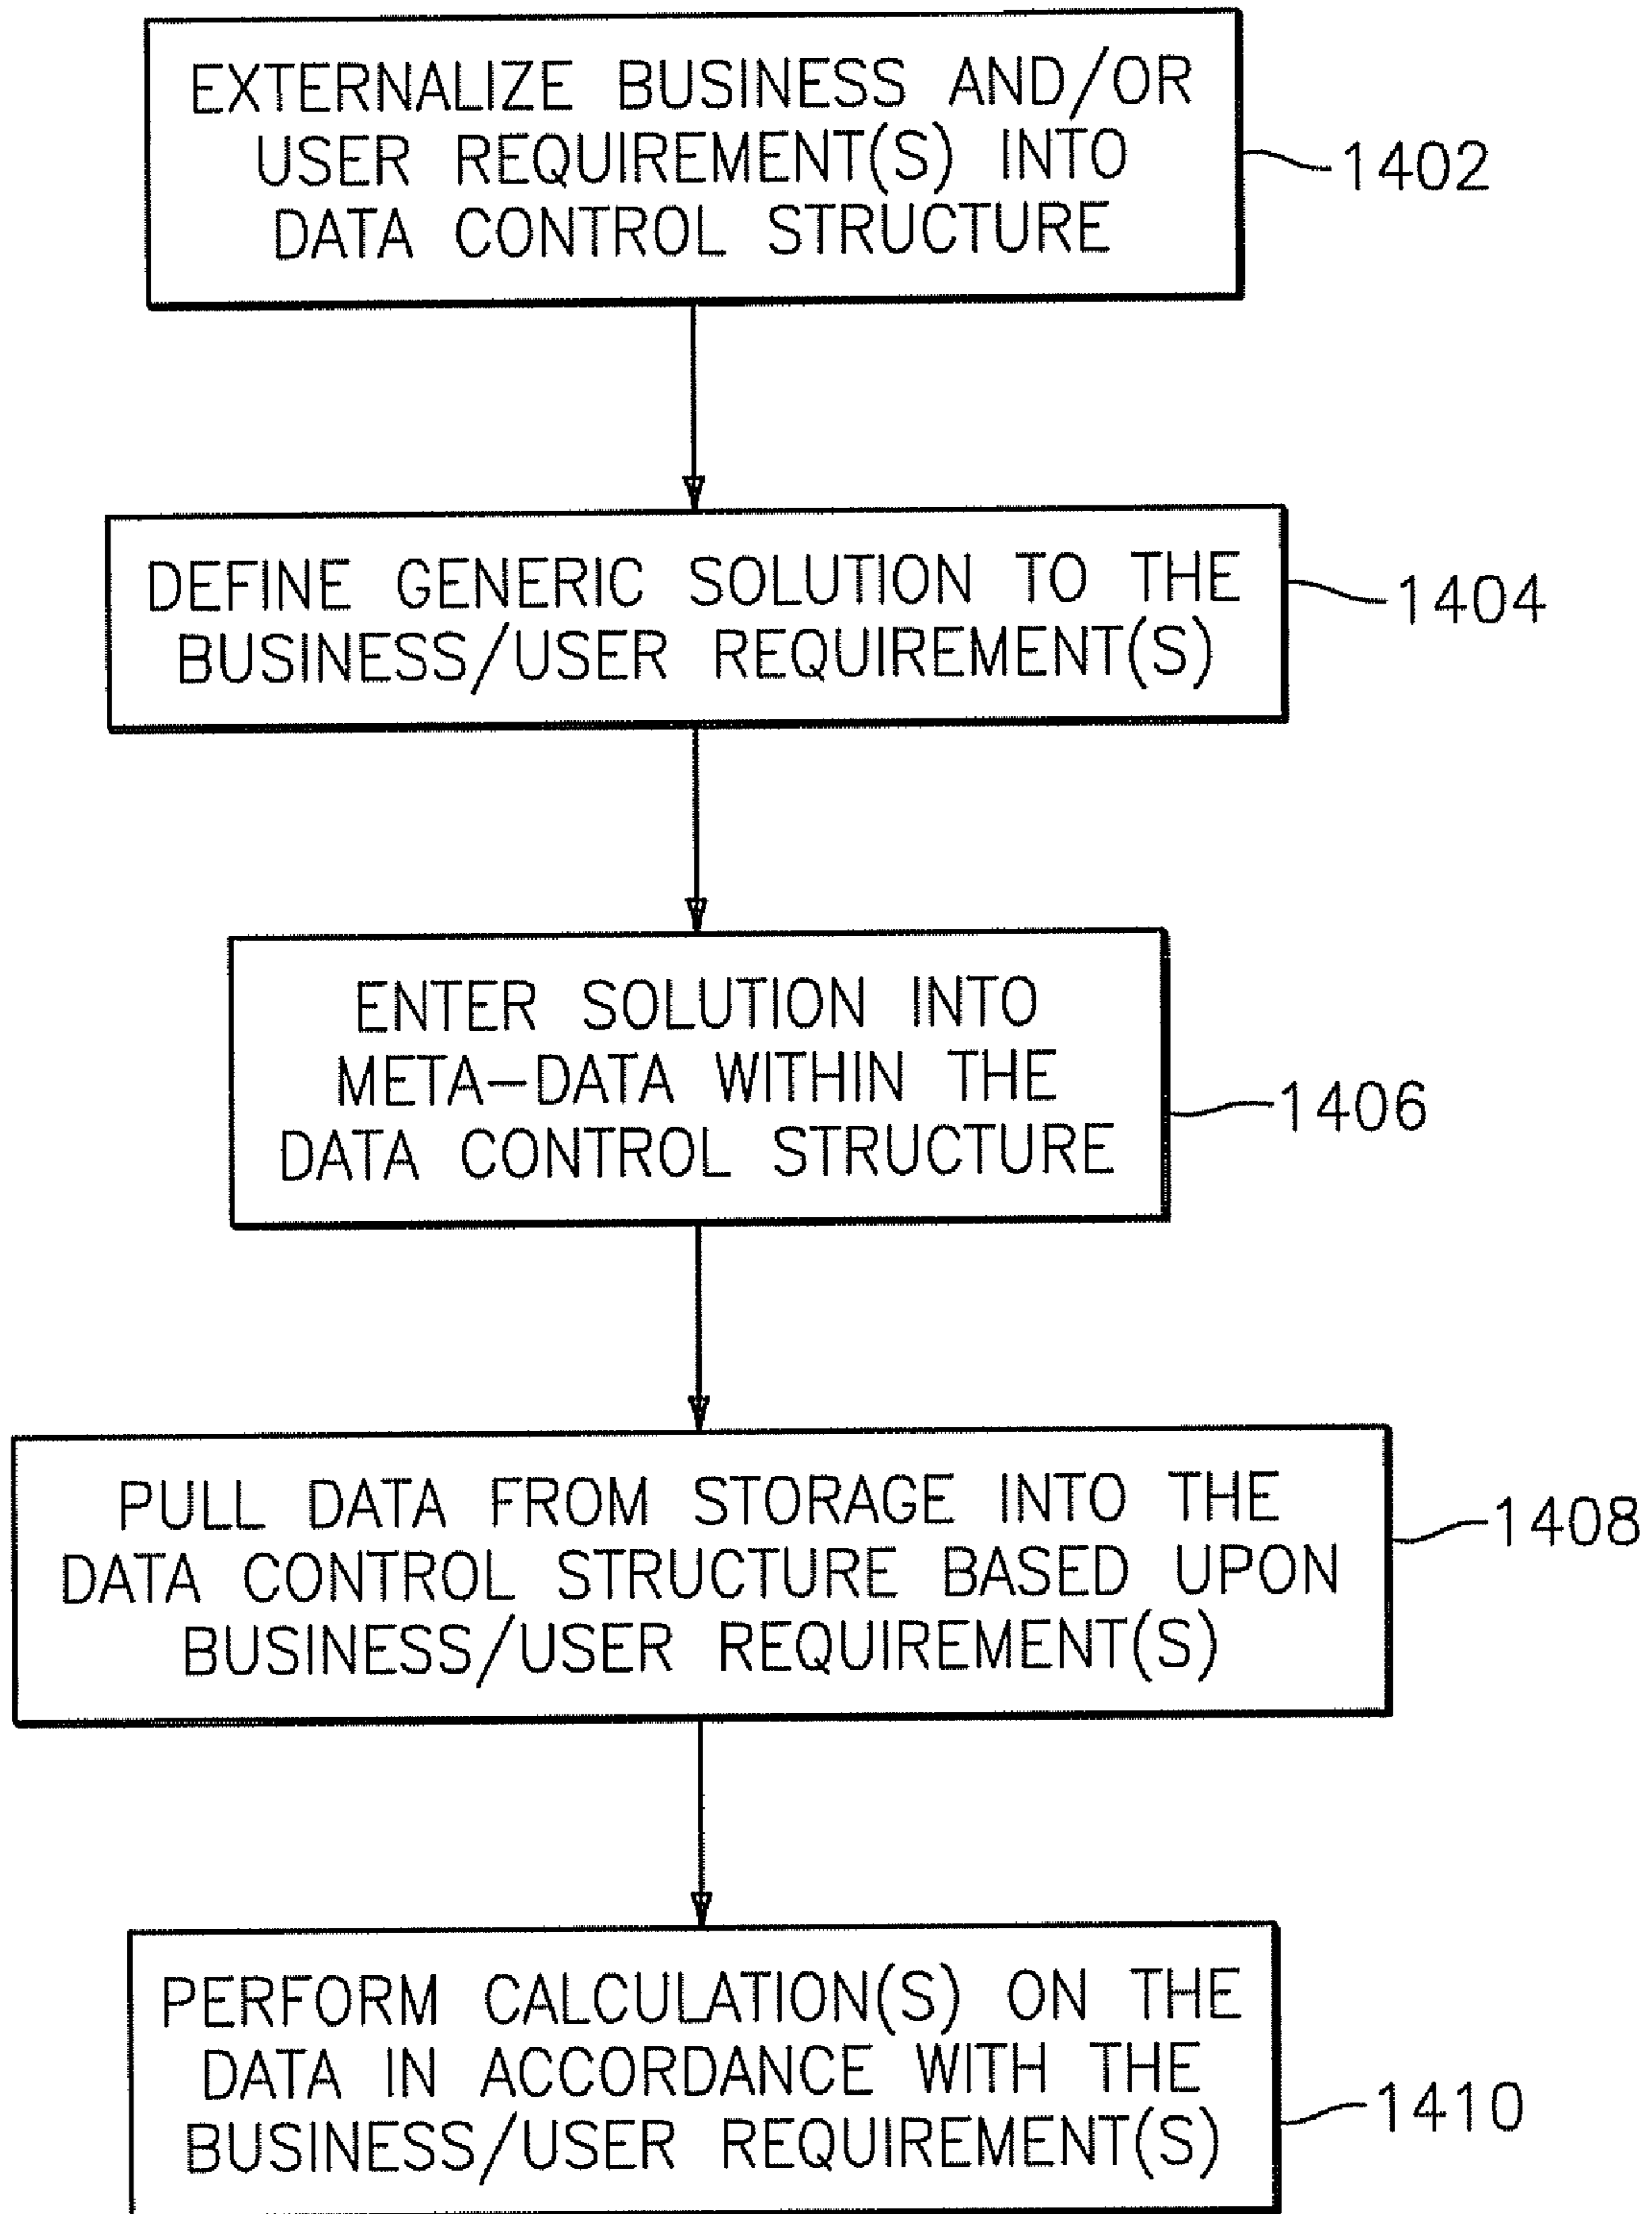 EXTERNALIZE BUSINESS AND/OR
USER REQUIREMENT(S) INTO
DATA CONTROL STRUCTURE
1402
DEFINE GENERIC SOLUTION TO THE
BUSINESS/USER REQUIREMENT(S)
1404
ENTER SOLUTION INTO
META-DATA WITHIN THE
DATA CONTROL STRUCTURE
1406
PULL DATA FROM STORAGE INTO THE
DATA CONTROL STRUCTURE BASED UPON
BUSINESS/USER REQUIREMENT(S)
1408
PERFORM CALCULATION(S) ON THE
DATA IN ACCORDANCE WITH THE
BUSINESS/USER REQUIREMENT(S)
1410